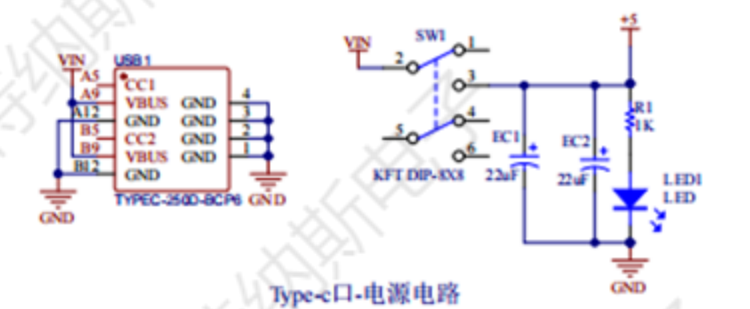 USB1
VIN
A5 CC1
A9 VBUS GND 4
A12 GND GND 3
B5 CC2 GND 2
B9 VBUS GND 1
B12 GND
TYPEC-250D-BCP6
GND
GND
VIN
SW1
1
2
3
4
5
6
KFT DIP-8X8
+5
EC1
22uF
EC2
22uF
R1
1K
LED1
LED
GND
Type-c口-电源电路